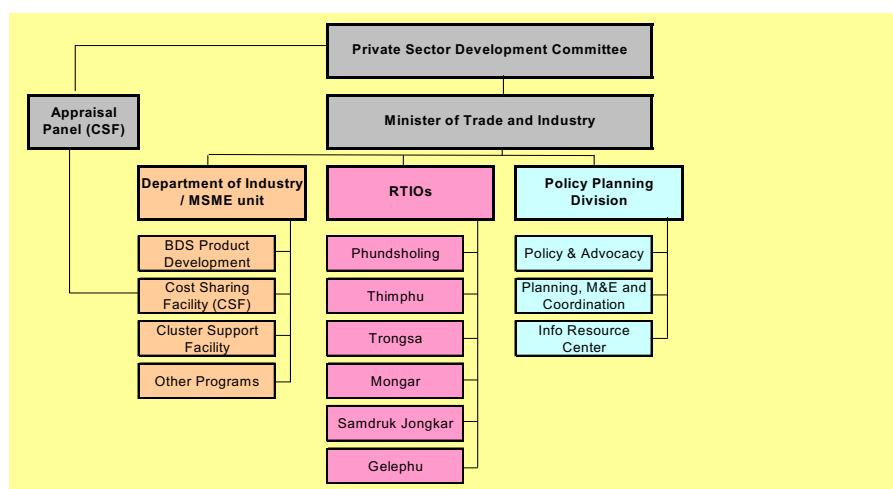 Private Sector Development Committee
Appraisal
Panel (CSF)
Minister of Trade and Industry
Department of Industry
/ MSME unit
RTIOs
Policy Planning
Division
BDS Product
Development
Cost Sharing
Facility (CSF)
Cluster Support
Facility
Other Programs
Phundsholing
Thimphu
Trongsa
Mongar
Samdruk Jongkar
Gelephu
Policy & Advocacy
Planning, M&E and
Coordination
Info Resource
Center